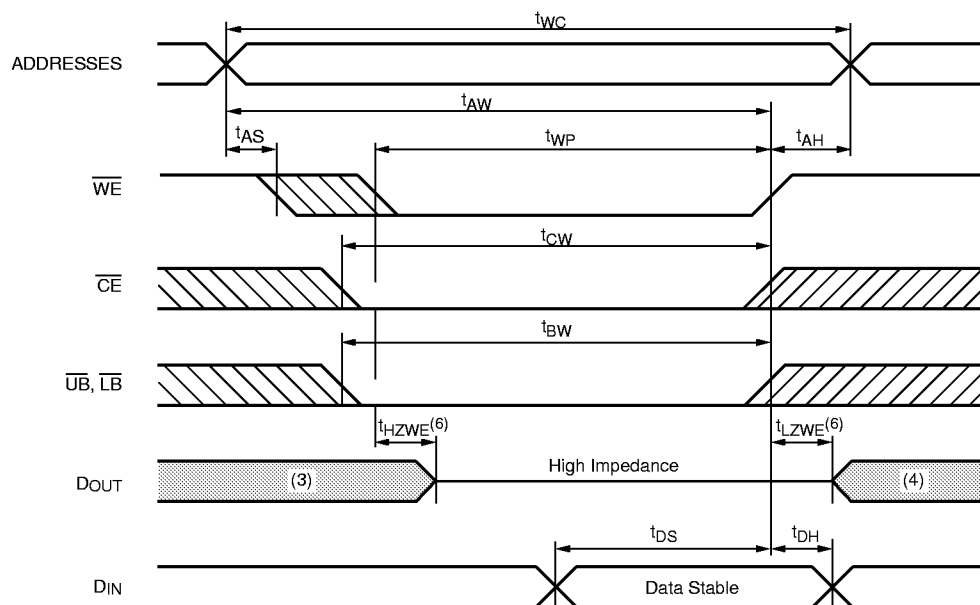 tWC
ADDRESSES
tAW
tAS
tWP
tAH
WE
tCW
CE
tBW
UB, LB
tHZWE(6)
tLZWE(6)
High Impedance
DOUT
(3)
(4)
tDS
tDH
DIN
Data Stable